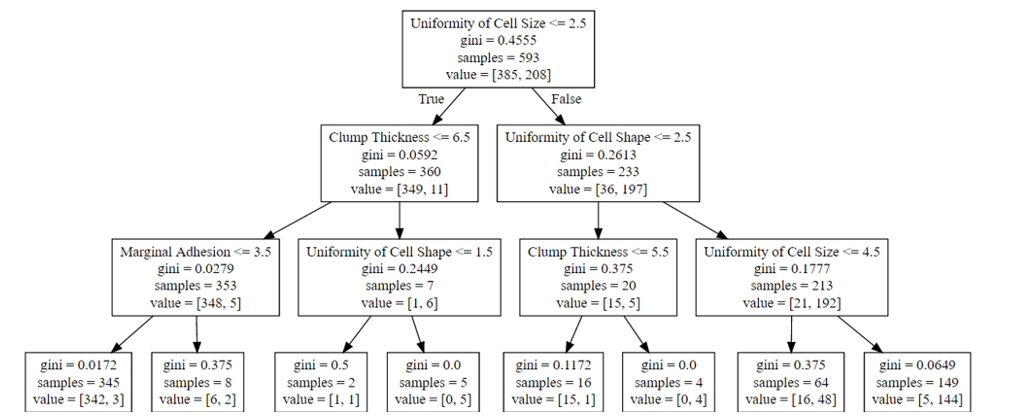 Uniformity of Cell Size <= 2.5
gini = 0.4555
samples = 593
value = [385, 208]
True
False
Clump Thickness <= 6.5
gini = 0.0592
samples = 360
value = [349, 11]
Uniformity of Cell Shape <= 2.5
gini = 0.2613
samples = 233
value = [36, 197]
Marginal Adhesion <= 3.5
gini = 0.0279
samples = 353
value = [348, 5]
Uniformity of Cell Shape <= 1.5
gini = 0.2449
samples = 7
value = [1, 6]
Clump Thickness <= 5.5
gini = 0.375
samples = 20
value = [15, 5]
Uniformity of Cell Size <= 4.5
gini = 0.1777
samples = 213
value = [21, 192]
gini = 0.0172
samples = 345
value = [342, 3]
gini = 0.375
samples = 8
value = [6, 2]
gini = 0.5
samples = 2
value = [1, 1]
gini = 0.0
samples = 5
value = [0, 5]
gini = 0.1172
samples = 16
value = [15, 1]
gini = 0.0
samples = 4
value = [0, 4]
gini = 0.375
samples = 64
value = [16, 48]
gini = 0.0649
samples = 149
value = [5, 144]